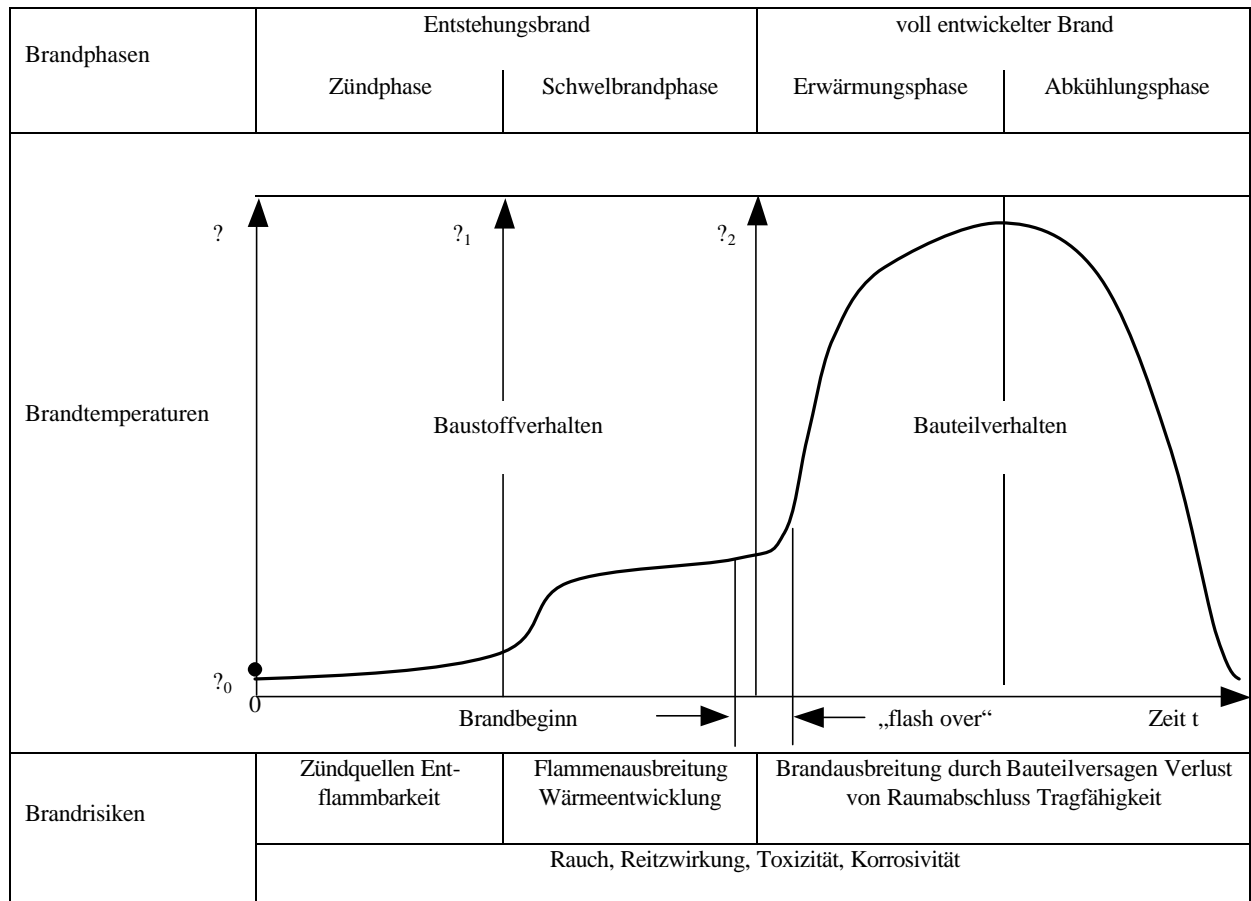 Brandphasen
Entstehungsbrand
voll entwickelter Brand
Zündphase
Schwelbrandphase
Erwärmungsphase
Abkühlungsphase
?
?₁
?₂
Brandtemperaturen
Baustoffverhalten
Bauteilverhalten
?₀
0
Brandbeginn
„flash over“
Zeit t
Brandrisiken
Zündquellen Ent-
flammbarkeit
Flammenausbreitung
Wärmeentwicklung
Brandausbreitung durch Bauteilversagen Verlust
von Raumabschluss Tragfähigkeit
Rauch, Reitzwirkung, Toxizität, Korrosivität